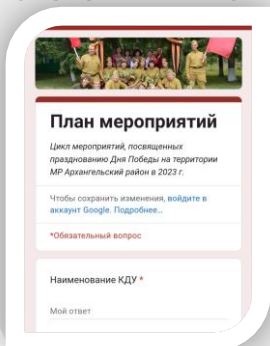 План мероприятий
Цикл мероприятий, посвященных
празднованию Дня Победы на территории
МР Архангельский район в 2023 г.
Чтобы сохранить изменения, войдите в
аккаунт Google. Подробнее...
*Обязательный вопрос
Наименование КДУ *
Мой ответ